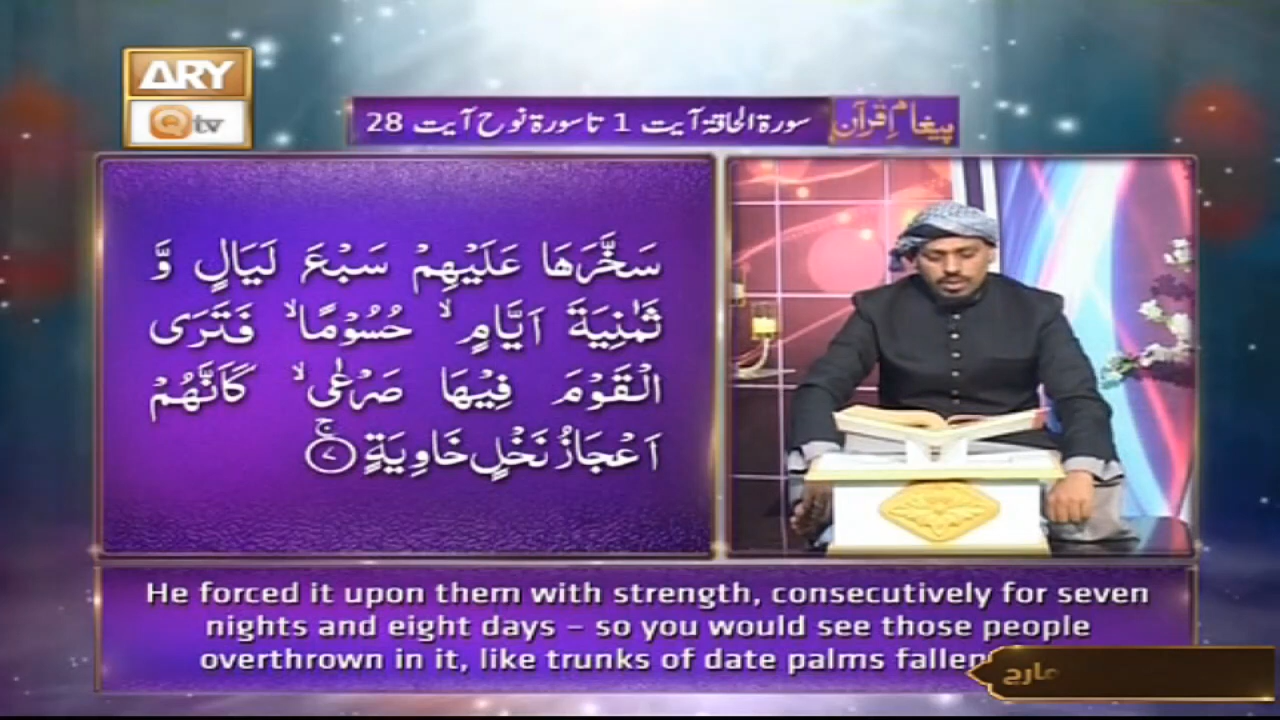 ARY
Qtv
پیغامِ قرآن سورۃ الحاقۃ آیت 1 تا سورۃ نوح آیت 28
سَخَّرَهَا عَلَیْهِمْ سَبْعَ لَیَالٍ وَّ
ثَمٰنِیَةَ اَیَّامٍ ۙ حُسُوْمًا ۙ فَتَرَی
الْقَوْمَ فِیْهَا صَرْعٰی ۙ كَاَنَّهُمْ
اَعْجَازُ نَخْلٍ خَاوِیَةٍ ۚ ﴿۷﴾
He forced it upon them with strength, consecutively for seven
nights and eight days – so you would see those people
overthrown in it, like trunks of date palms fallen
مارچ